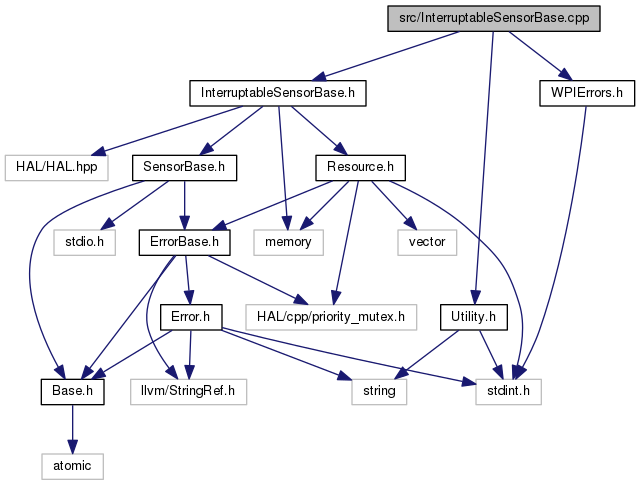 src/InterruptableSensorBase.cpp
InterruptableSensorBase.h
WPIErrors.h
HAL/HAL.hpp
SensorBase.h
Resource.h
stdio.h
ErrorBase.h
memory
vector
Error.h
HAL/cpp/priority_mutex.h
Utility.h
Base.h
llvm/StringRef.h
string
stdint.h
atomic